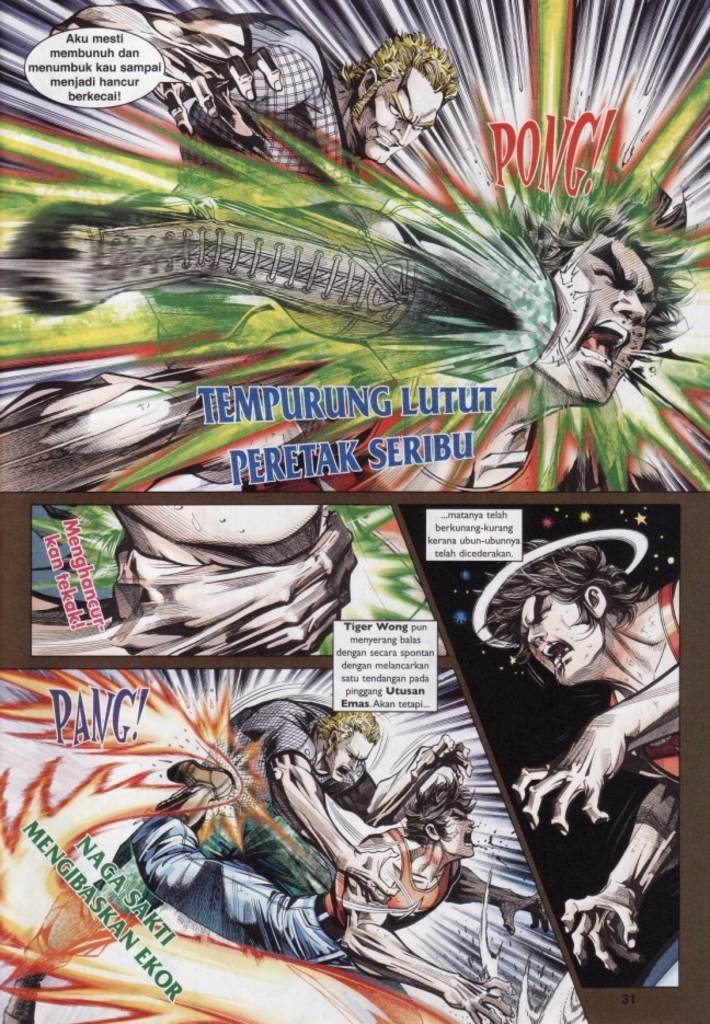 Aku mesti
membunuh dan
menumbuk kau sampai
menjadi hancur
berkecai!
PONG!
TEMPURUNG LUTUT
PERETAK SERIBU
Menghancur-
kan tekak!
Tiger Wong pun
menyerang balas
dengan secara spontan
dengan melancarkan
satu tendangan pada
pinggang Utusan
Emas. Akan tetapi...
...matanya telah
berkunang-kurang
kerana ubun-ubunnya
telah dicederakan.
PANG!
NAGA SAKTI
MENGIBASKAN EKOR
31